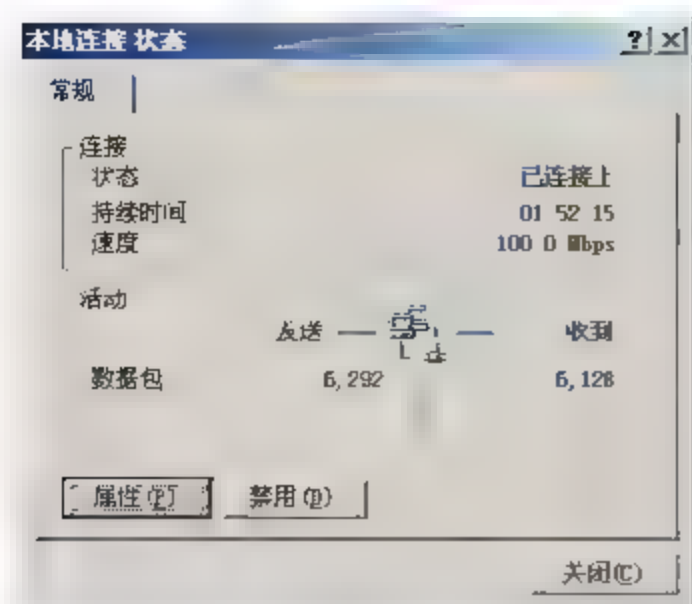 本地连接 状态
常规
连接
状态 已连接上
持续时间 01 52 15
速度 100 0 Mbps
活动
发送 — — 收到
数据包 6,292 6,128
属性(P) 禁用(D)
关闭(C)